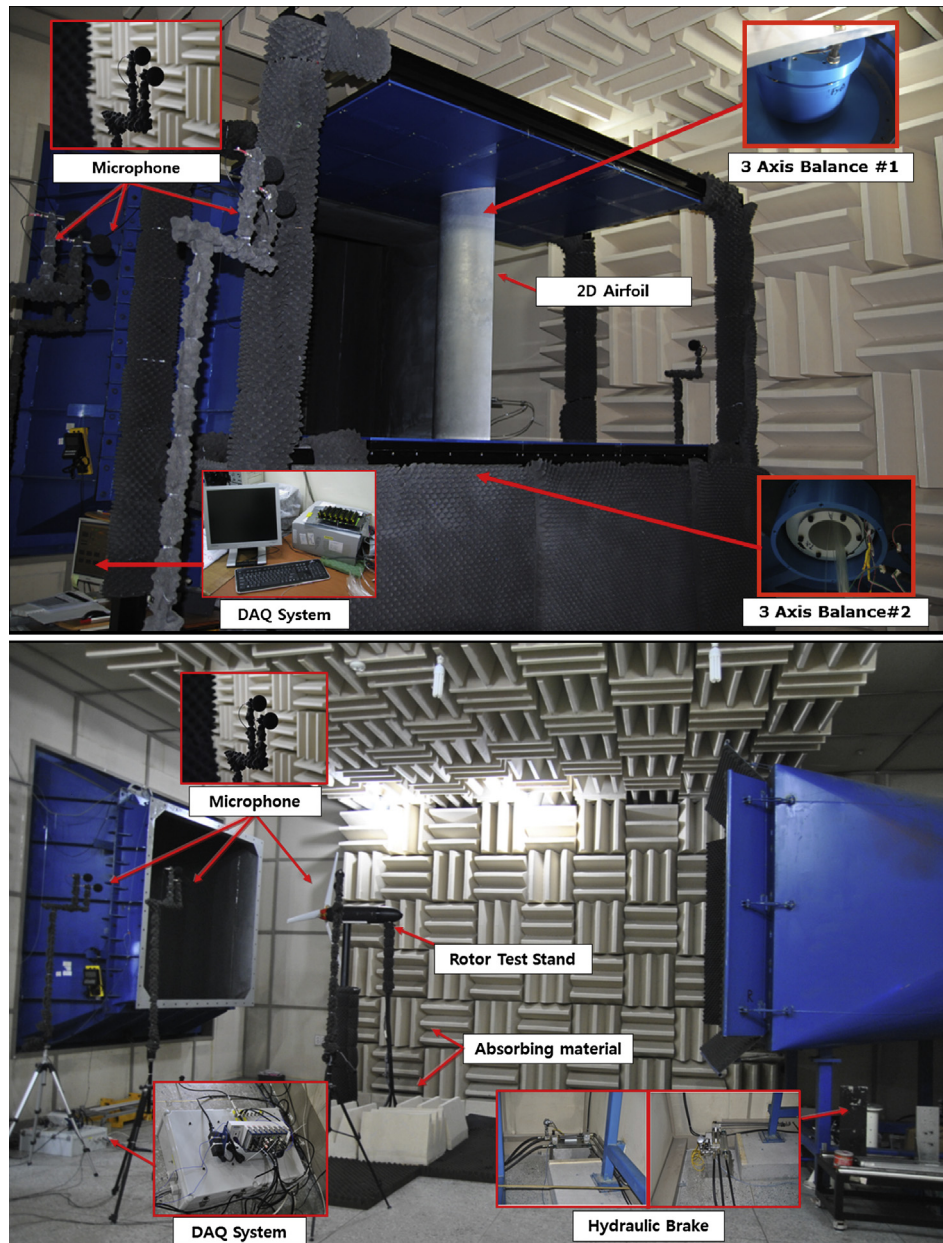 Microphone
3 Axis Balance #1
2D Airfoil
DAQ System
3 Axis Balance#2
Microphone
Rotor Test Stand
Absorbing material
DAQ System
Hydraulic Brake